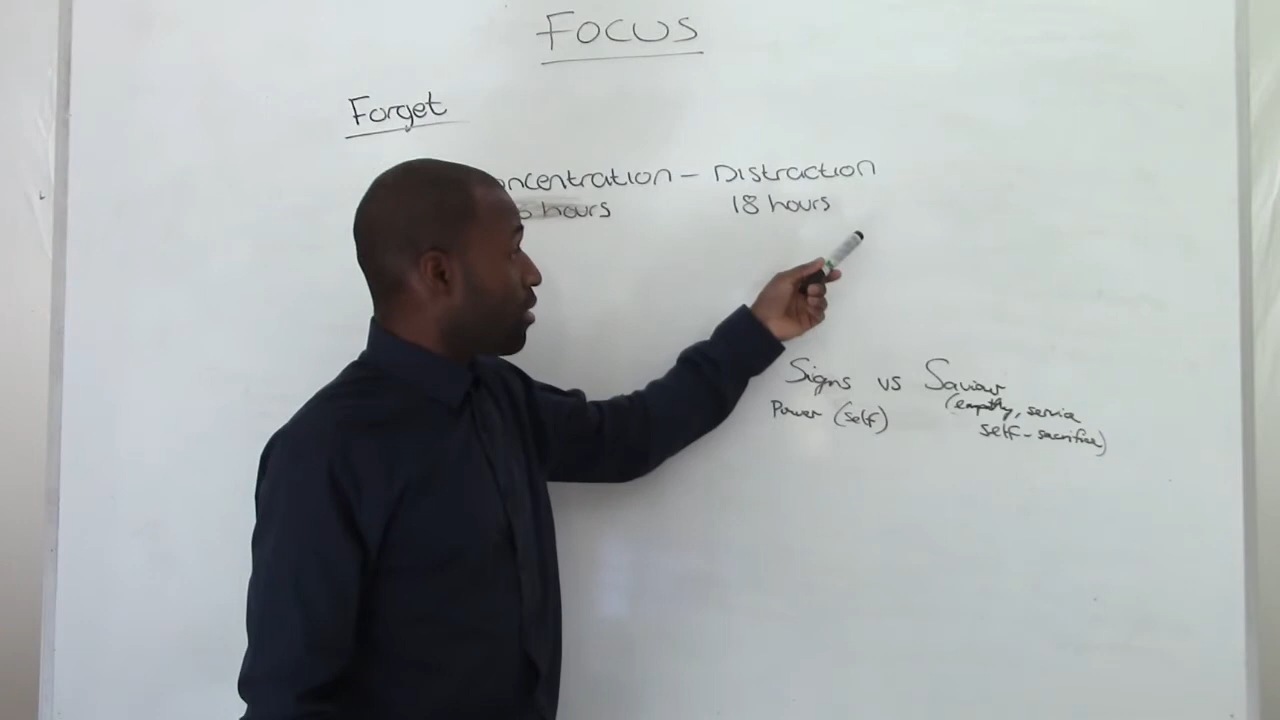 FOCUS
Forget
ncentration – Distraction
hours 18 hours
Signs vs Saviour
Power (self) (empathy, service
self-sacrifice)